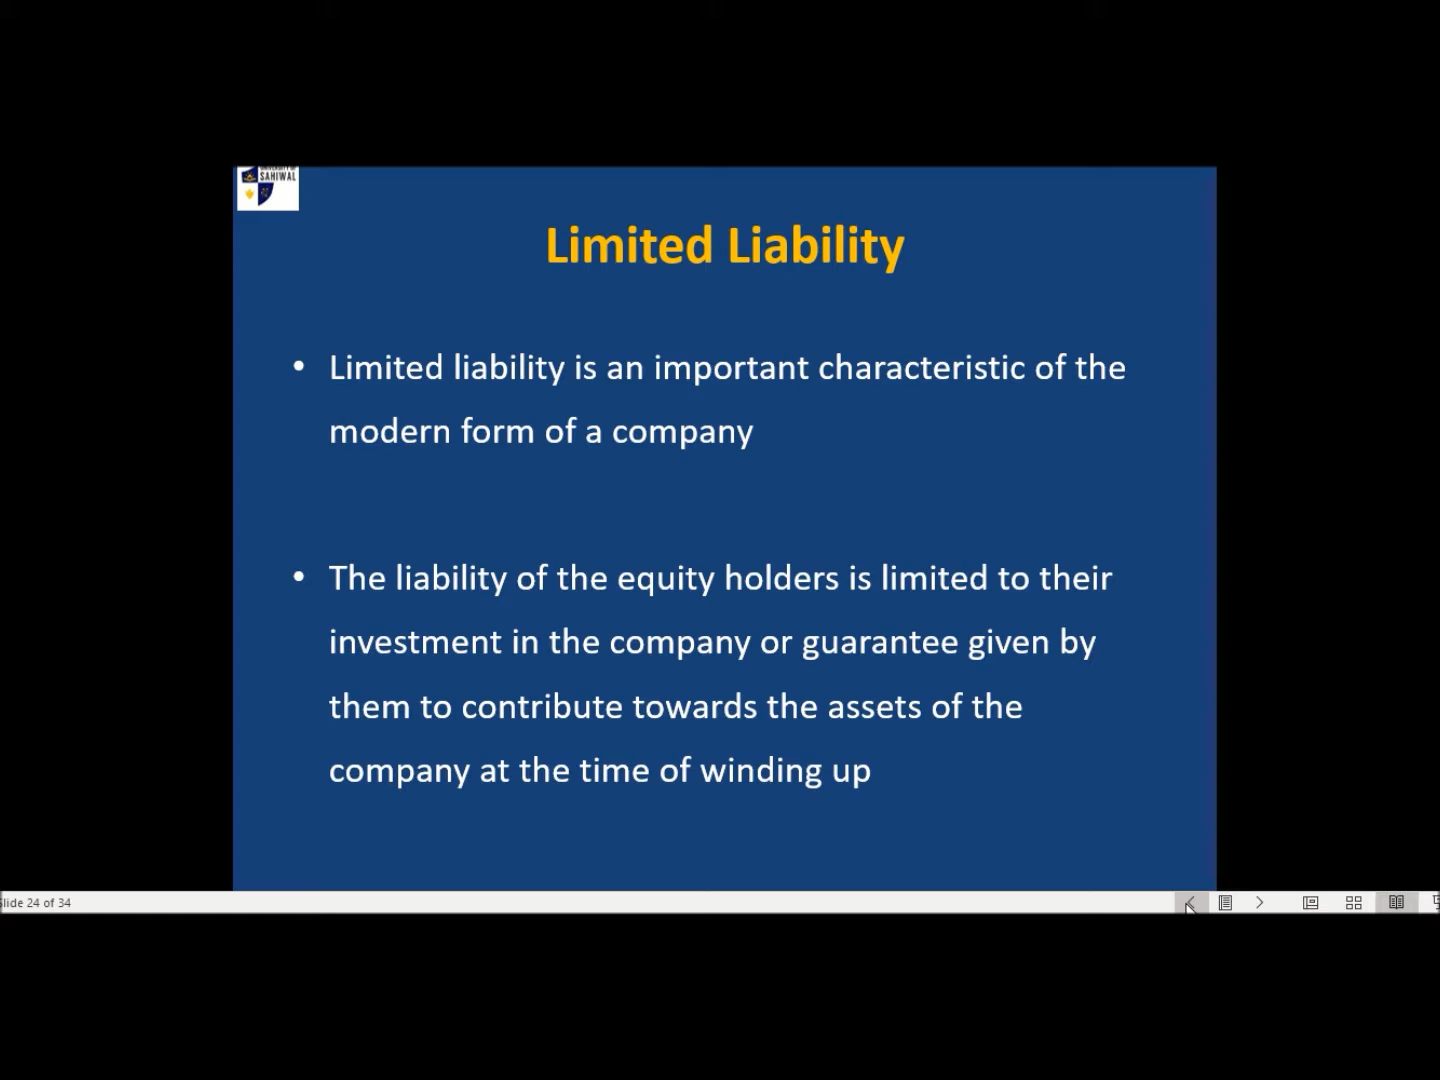 SAHIWAL
Limited Liability
• Limited liability is an important characteristic of the
modern form of a company
• The liability of the equity holders is limited to their
investment in the company or guarantee given by
them to contribute towards the assets of the
company at the time of winding up
Slide 24 of 34